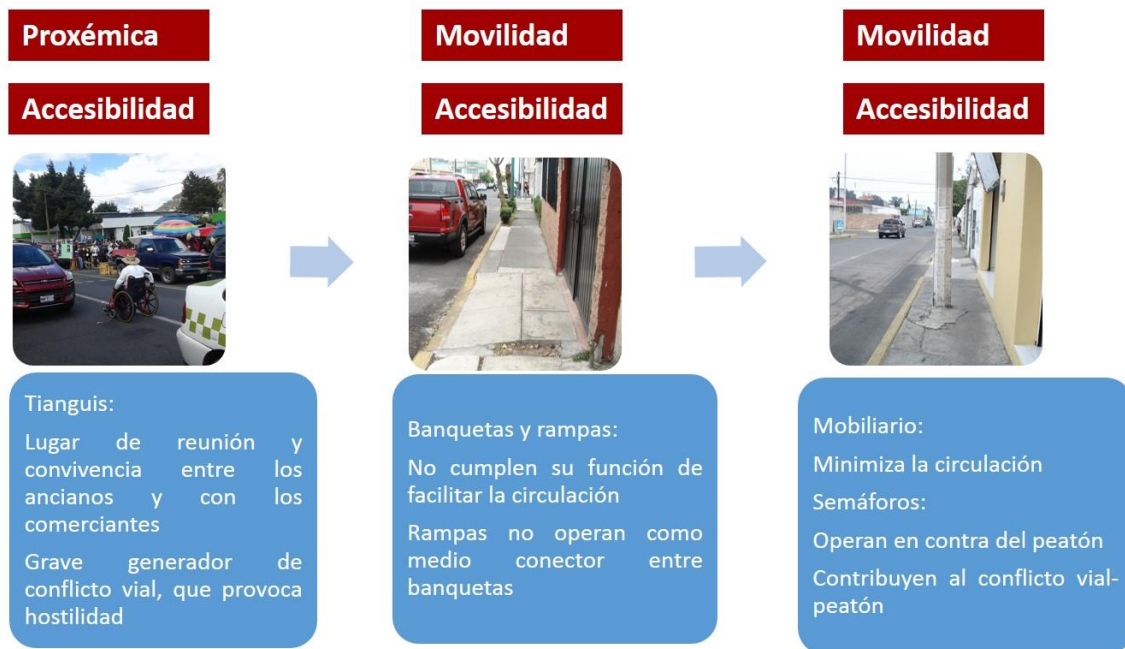 Proxémica
Accesibilidad
Tianguis:
Lugar de reunión y
convivencia entre los
ancianos y con los
comerciantes
Grave generador de
conflicto vial, que provoca
hostilidad
Movilidad
Accesibilidad
Banquetas y rampas:
No cumplen su función de
facilitar la circulación
Rampas no operan como
medio conector entre
banquetas
Movilidad
Accesibilidad
Mobiliario:
Minimiza la circulación
Semáforos:
Operan en contra del peatón
Contribuyen al conflicto vial-
peatón